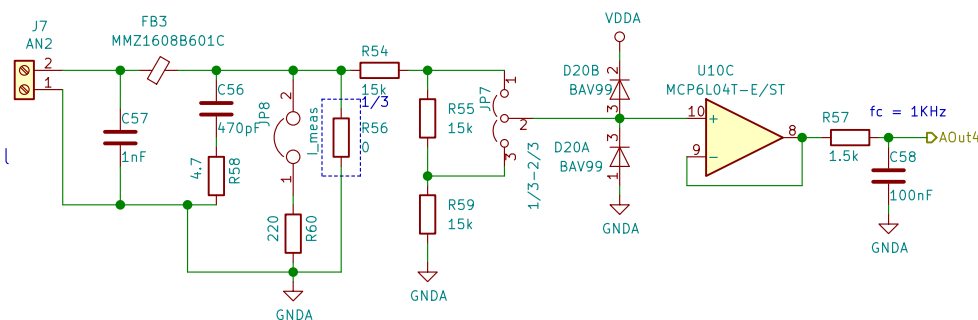 J7
AN2
2
1
FB3
MMZ1608B601C
C57
1nF
C56
470pF
4.7
R58
JP8
2
1
I_meas
220
R60
GNDA
1/3
R56
0
R54
15k
R55
15k
R59
15k
GNDA
JP7
1
2
3
1/3-2/3
VDDA
D20B
BAV99
2
3
D20A
BAV99
3
1
GNDA
U10C
MCP6L04T-E/ST
10
+
9
-
8
R57
1.5k
fc = 1KHz
C58
100nF
GNDA
AOut4
l